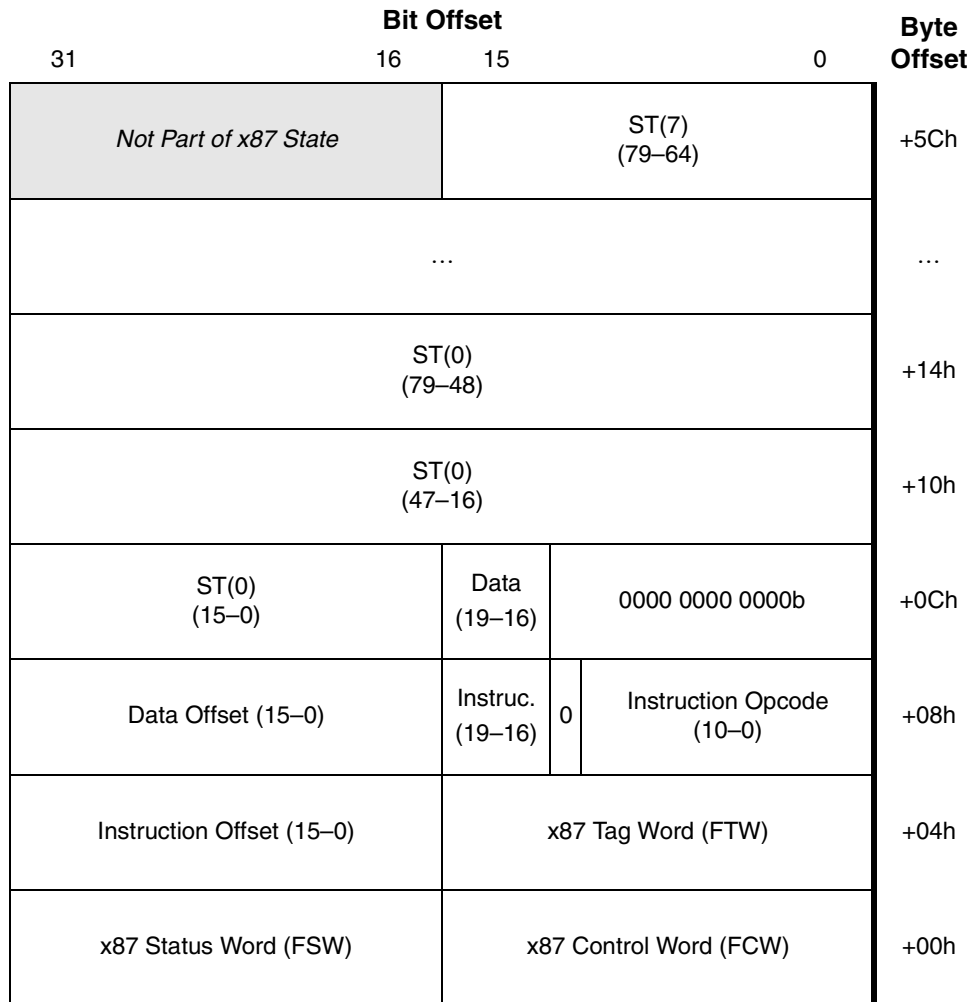 Bit Offset
Byte
Offset
31 16 15 0
Not Part of x87 State
ST(7)
(79–64)
+5Ch
…
…
ST(0)
(79–48)
+14h
ST(0)
(47–16)
+10h
ST(0)
(15–0)
Data
(19–16)
0000 0000 0000b
+0Ch
Data Offset (15–0)
Instruc.
(19–16)
0
Instruction Opcode
(10–0)
+08h
Instruction Offset (15–0)
x87 Tag Word (FTW)
+04h
x87 Status Word (FSW)
x87 Control Word (FCW)
+00h